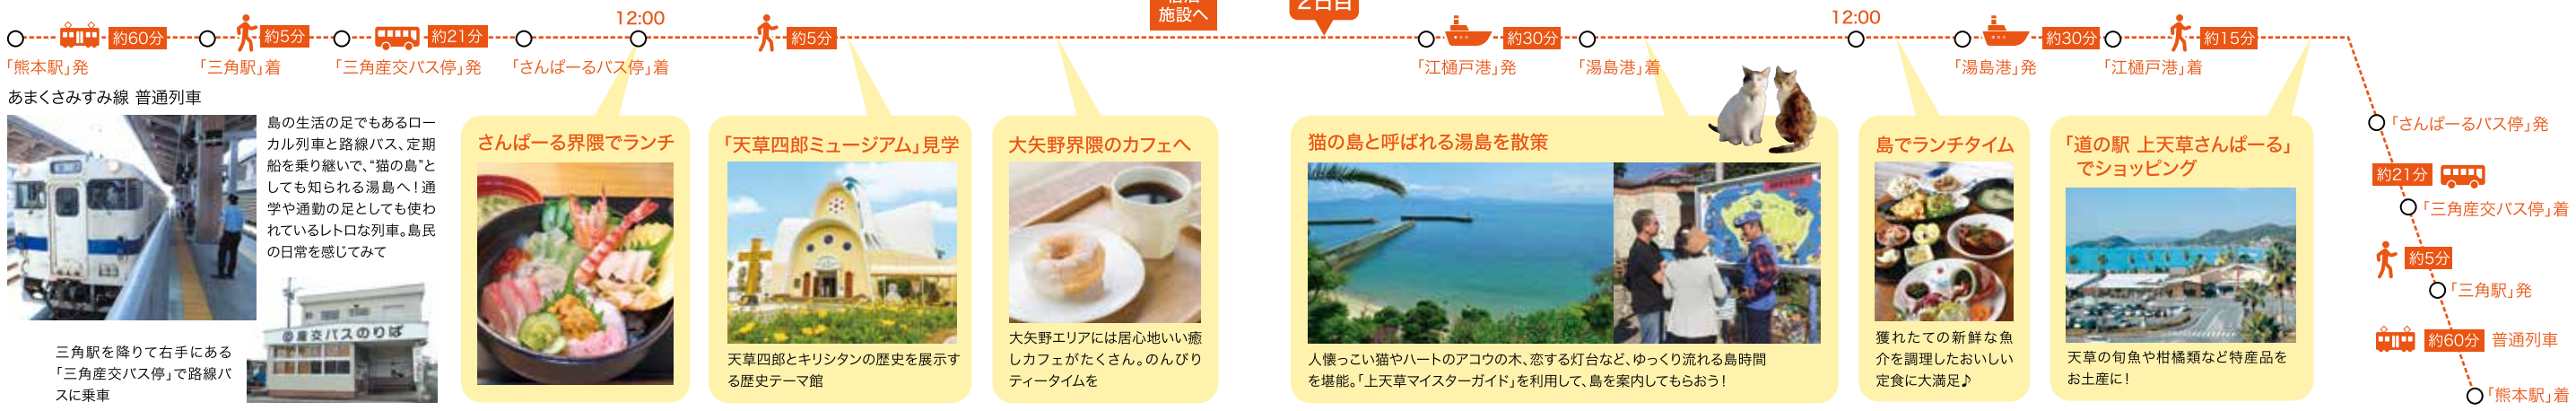 12:00
約60分
約5分
約21分
約5分
「熊本駅」発
「三角駅」着
「三角産交バス停」発
「さんぱーるバス停」着
あまくさみすみ線 普通列車
島の生活の足でもあるロー
カル列車と路線バス、定期
船を乗り継いで、“猫の島”と
しても知られる湯島へ！通
学や通勤の足としても使わ
れているレトロな列車。島民
の日常を感じてみて
産交バスのりば
三角駅を降りて右手にある
「三角産交バス停」で路線バ
スに乗車
さんぱーる界隈でランチ
「天草四郎ミュージアム」見学
天草四郎とキリシタンの歴史を展示す
る歴史テーマ館
大矢野界隈のカフェへ
大矢野エリアには居心地いい癒
しカフェがたくさん。のんびり
ティータイムを
施設へ
2日目
12:00
約30分
約30分
約15分
「江樋戸港」発
「湯島港」着
「湯島港」発
「江樋戸港」着
猫の島と呼ばれる湯島を散策
人懐っこい猫やハートのアコウの木、恋する灯台など、ゆっくり流れる島時間
を堪能。「上天草マイスターガイド」を利用して、島を案内してもらおう！
島でランチタイム
獲れたての新鮮な魚
介を調理したおいしい
定食に大満足♪
「道の駅 上天草さんぱーる」
でショッピング
天草の旬魚や柑橘類など特産品を
お土産に！
「さんぱーるバス停」発
約21分
「三角産交バス停」着
約5分
「三角駅」発
約60分 普通列車
「熊本駅」着